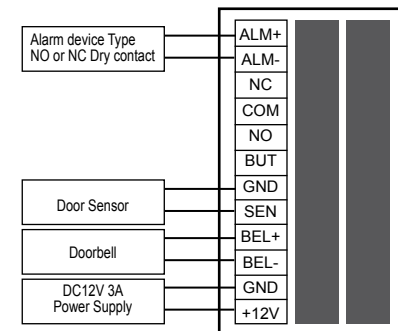 Alarm device Type
NO or NC Dry contact
Door Sensor
Doorbell
DC12V 3A
Power Supply
ALM+
ALM-
NC
COM
NO
BUT
GND
SEN
BEL+
BEL-
GND
+12V